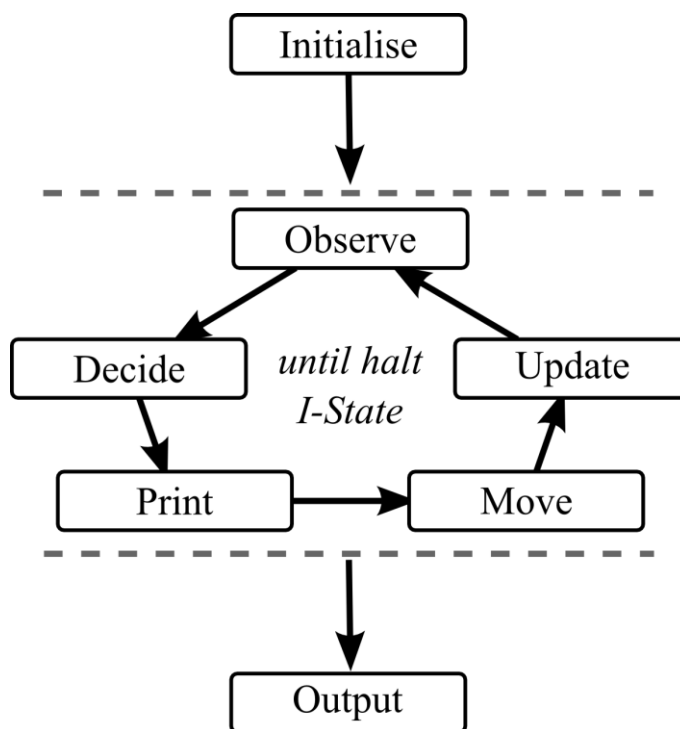 Initialise
Observe
Decide
until halt
I-State
Update
Print
Move
Output